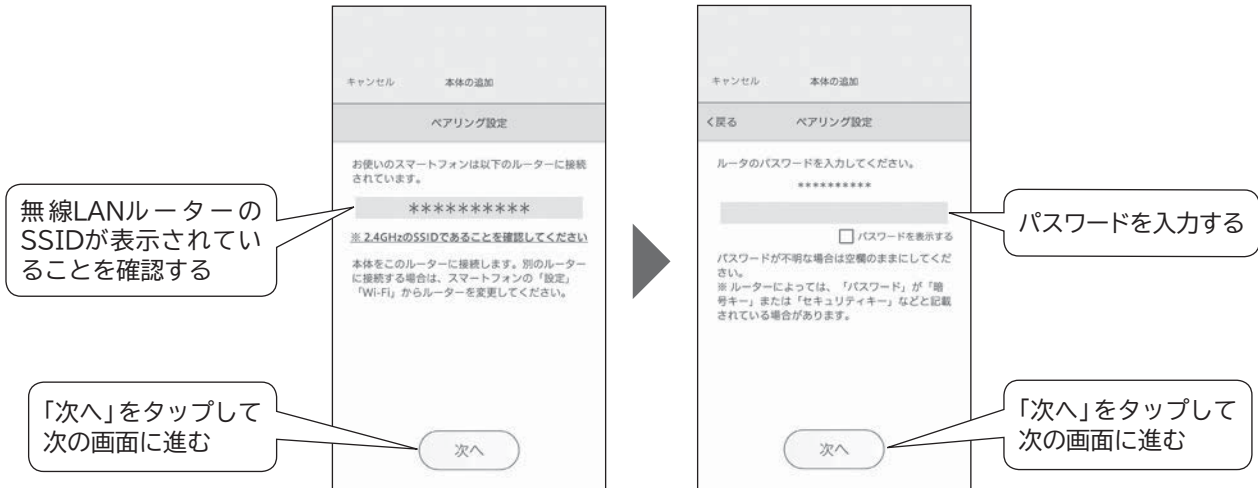 キャンセル 本体の追加
ペアリング設定
お使いのスマートフォンは以下のルーターに接続
されています。
**********
※ 2.4GHzのSSIDであることを確認してください
本体をこのルーターに接続します。別のルーター
に接続する場合は、スマートフォンの「設定」
「Wi-Fi」からルーターを変更してください。
次へ
無線LANルーターの
SSIDが表示されてい
ることを確認する
「次へ」をタップして
次の画面に進む
キャンセル 本体の追加
く戻る ペアリング設定
ルータのパスワードを入力してください。
**********
パスワードを表示する
パスワードが不明な場合は空欄のままにしてくだ
さい。
※ ルーターによっては、「パスワード」が「暗
号キー」または「セキュリティキー」などと記載
されている場合があります。
次へ
パスワードを入力する
「次へ」をタップして
次の画面に進む